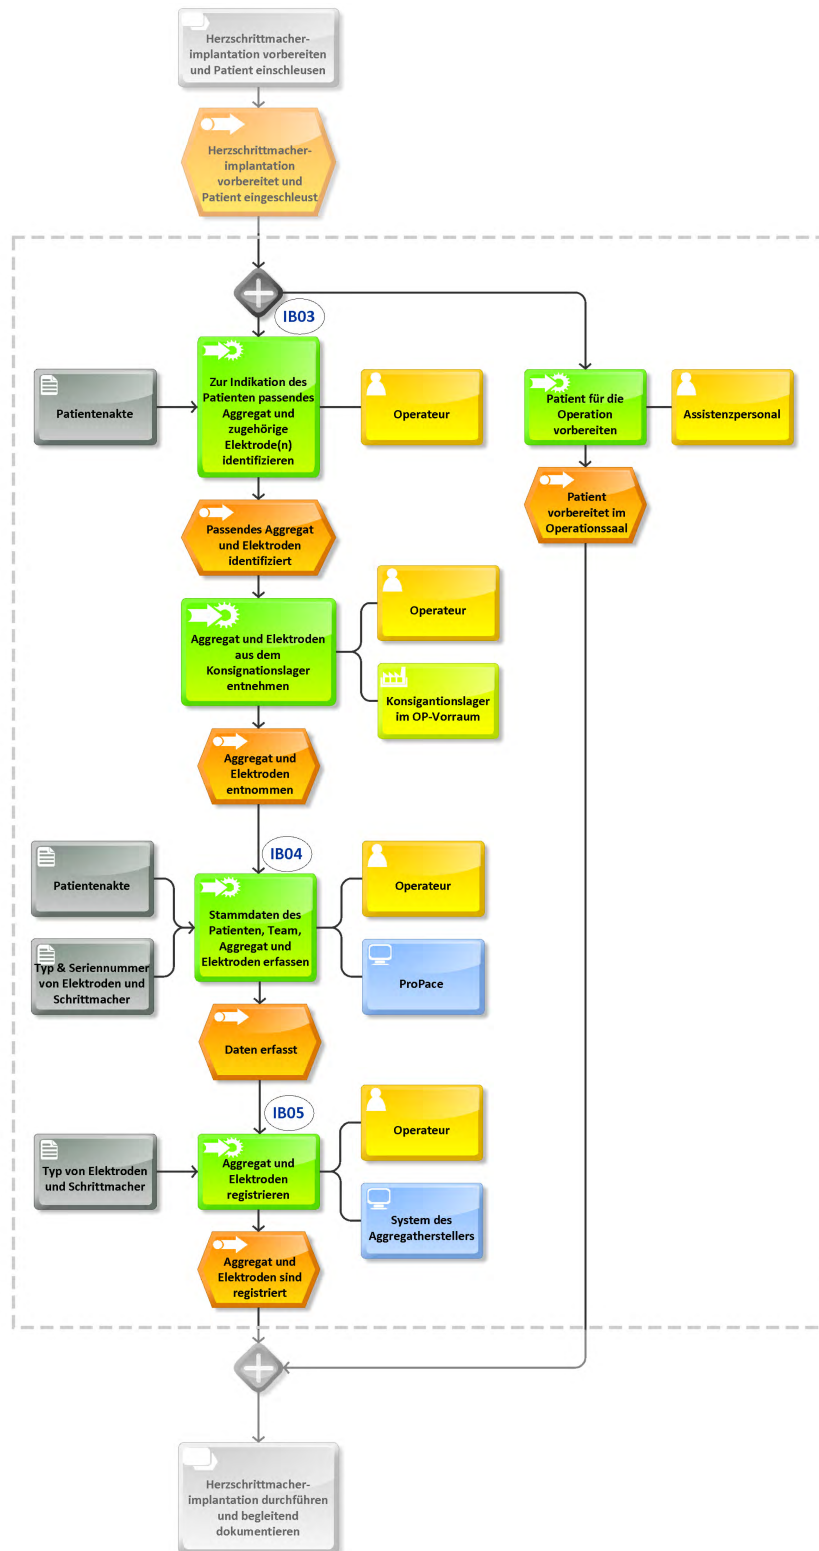 Herzschrittmacher-
implantation vorbereiten
und Patient einschleusen
Herzschrittmacher-
implantation
vorbereitet und
Patient eingeschleust
IB03
Patientenakte
Zur Indikation des
Patienten passendes
Aggregat und
zugehörige
Elektrode(n)
identifizieren
Operateur
Patient für die
Operation
vorbereiten
Assistenzpersonal
Passendes Aggregat
und Elektroden
identifiziert
Patient
vorbereitet im
Operationssaal
Aggregat und Elektroden
aus dem
Konsignationslager
entnehmen
Operateur
Konsigantionslager
im OP-Vorraum
Aggregat und
Elektroden
entnommen
IB04
Patientenakte
Typ & Seriennummer
von Elektroden und
Schrittmacher
Stammdaten des
Patienten, Team,
Aggregat und
Elektroden erfassen
Operateur
ProPace
Daten erfasst
IB05
Typ von Elektroden
und Schrittmacher
Aggregat und
Elektroden
registrieren
Operateur
System des
Aggregatherstellers
Aggregat und
Elektroden sind
registriert
Herzschrittmacher-
implantation durchführen
und begleitend
dokumentieren